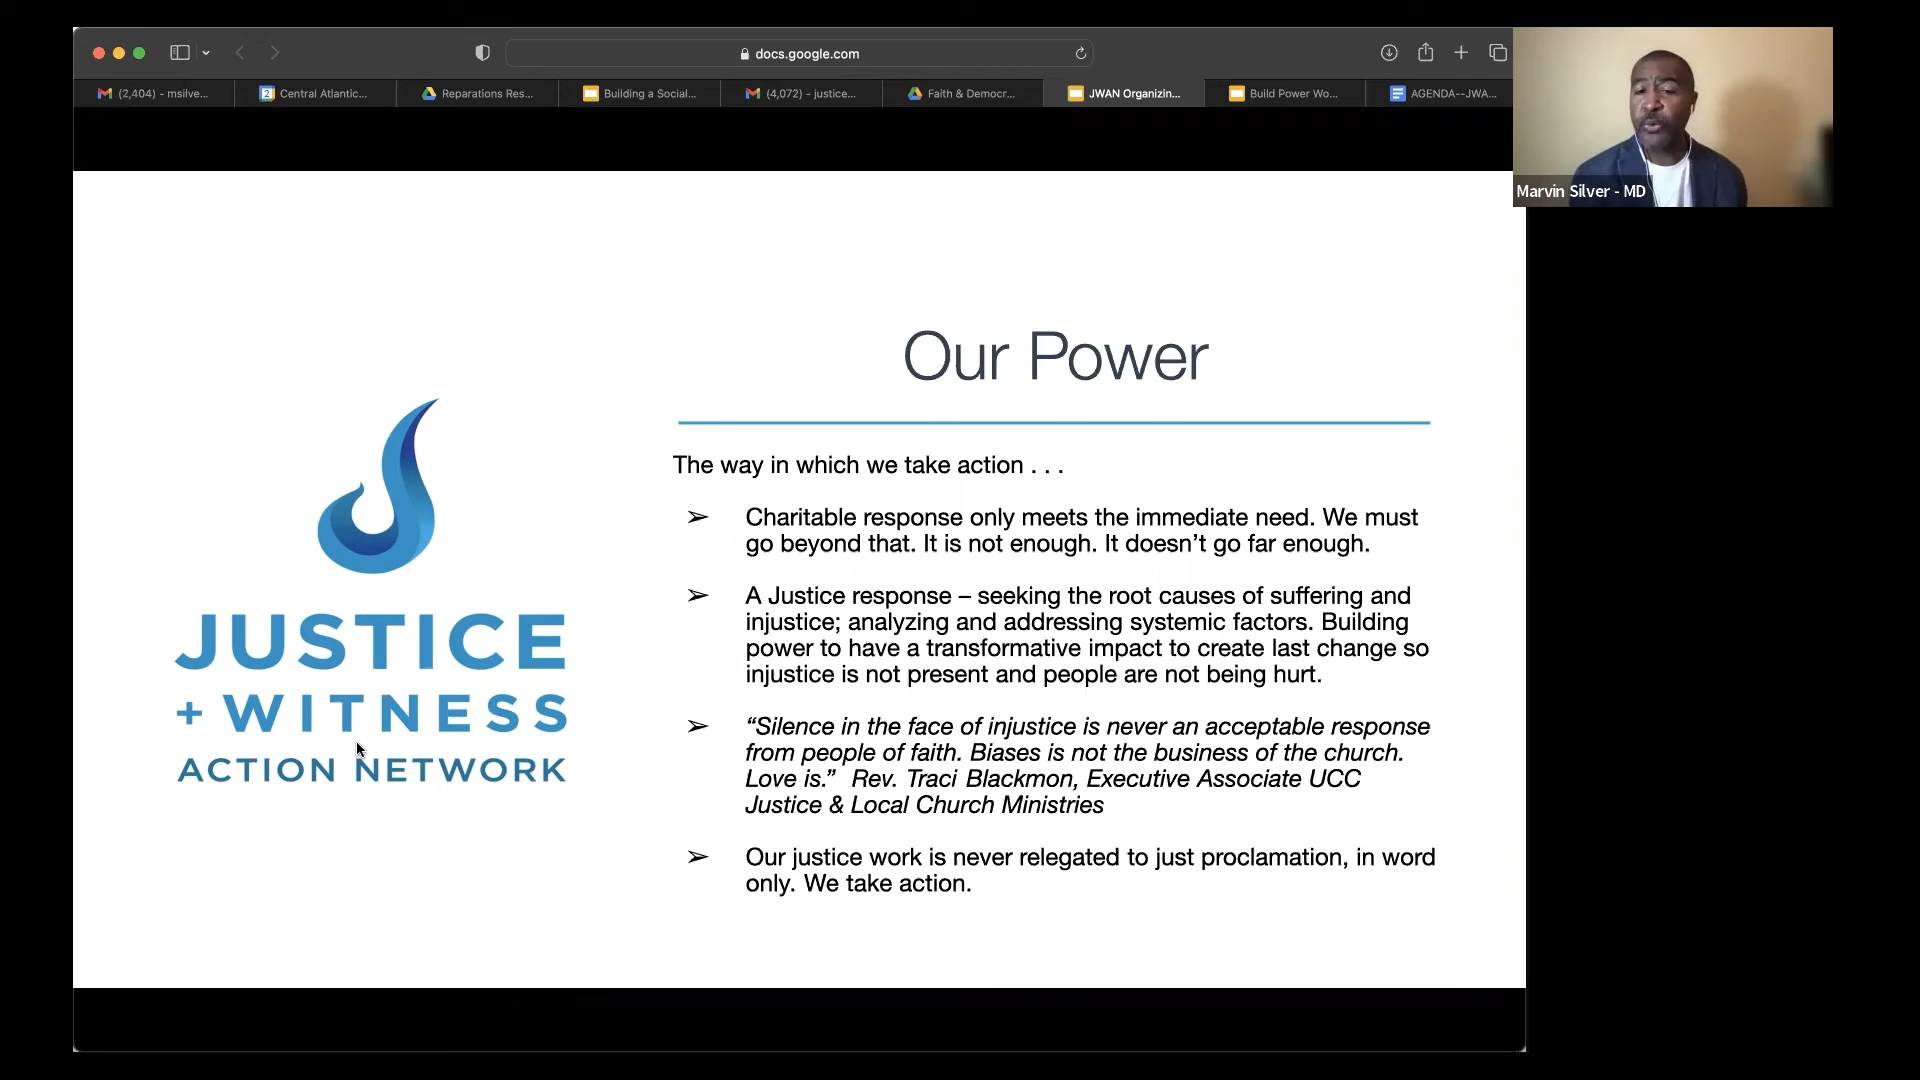 docs.google.com
(2,404) - msilve...
2
Central Atlantic...
Reparations Res...
Building a Social...
(4,072) - justice...
Faith & Democr...
JWAN Organizin...
Build Power Wo...
AGENDA--JWA...
Marvin Silver - MD
Our Power
The way in which we take action . . .
➢ Charitable response only meets the immediate need. We must
go beyond that. It is not enough. It doesn’t go far enough.
➢ A Justice response – seeking the root causes of suffering and
injustice; analyzing and addressing systemic factors. Building
power to have a transformative impact to create last change so
injustice is not present and people are not being hurt.
➢ “Silence in the face of injustice is never an acceptable response
from people of faith. Biases is not the business of the church.
Love is.” Rev. Traci Blackmon, Executive Associate UCC
Justice & Local Church Ministries
➢ Our justice work is never relegated to just proclamation, in word
only. We take action.
JUSTICE
+ WITNESS
ACTION NETWORK